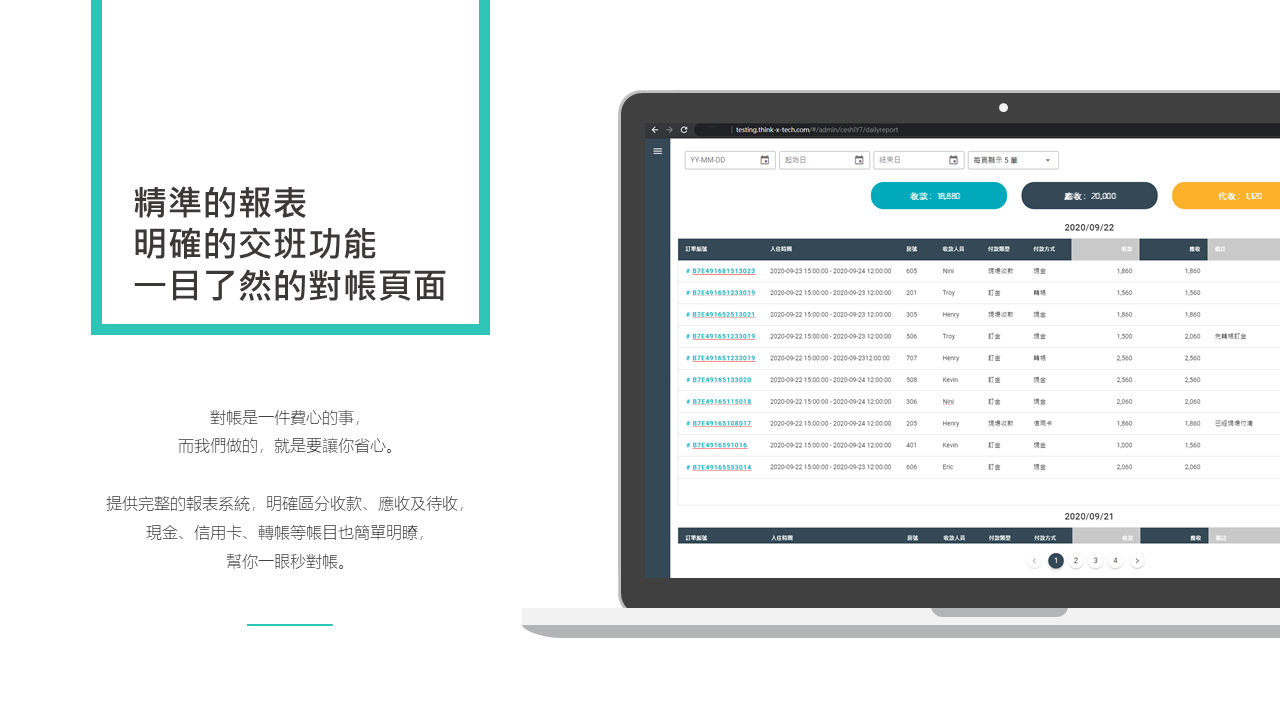 精準的報表
明確的交班功能
一目了然的對帳頁面
對帳是一件費心的事，
而我們做的，就是要讓你省心。
提供完整的報表系統，明確區分收款、應收及待收，
現金、信用卡、轉帳等帳目也簡單明瞭，
幫你一眼秒對帳。
testing.think-x-tech.com/#/admin/ceshiY7/dailyreport
YY-MM-DD 起始日 結束日 每頁顯示 5 筆
收款： 18,880 應收： 20,000 代收： 1,120
2020/09/22
訂單編號 入住時間 房號 收款人員 付款類型 付款方式 收款 應收 備註
# B7E491681513023 2020-09-23 15:00:00 - 2020-09-24 12:00:00 605 Nini 現場收款 現金 1,860 1,860
# B7E491651233019 2020-09-22 15:00:00 - 2020-09-23 12:00:00 201 Troy 訂金 轉帳 1,560 1,560
# B7E491652513021 2020-09-22 15:00:00 - 2020-09-23 12:00:00 305 Henry 現場收款 現金 1,860 1,860
# B7E491651233019 2020-09-22 15:00:00 - 2020-09-23 12:00:00 506 Troy 訂金 現金 1,500 2,060 先轉帳訂金
# B7E491651233019 2020-09-22 15:00:00 - 2020-09-2312:00:00 707 Henry 訂金 轉帳 2,560 2,560
# B7E49165133020 2020-09-22 15:00:00 - 2020-09-24 12:00:00 508 Kevin 訂金 現金 2,560 2,560
# B7E49165115018 2020-09-22 15:00:00 - 2020-09-24 12:00:00 306 Nini 訂金 現金 2,060 2,060
# B7E49165108017 2020-09-22 15:00:00 - 2020-09-24 12:00:00 205 Henry 現場收款 信用卡 1,860 1,860 已經現場付清
# B7E4916591016 2020-09-22 15:00:00 - 2020-09-24 12:00:00 401 Kevin 訂金 現金 1,000 1,560
# B7E49165533014 2020-09-22 15:00:00 - 2020-09-23 12:00:00 606 Eric 訂金 現金 2,060 2,060
2020/09/21
訂單編號 入住時間 房號 收款人員 付款類型 付款方式 收款 應收 備註
1 2 3 4